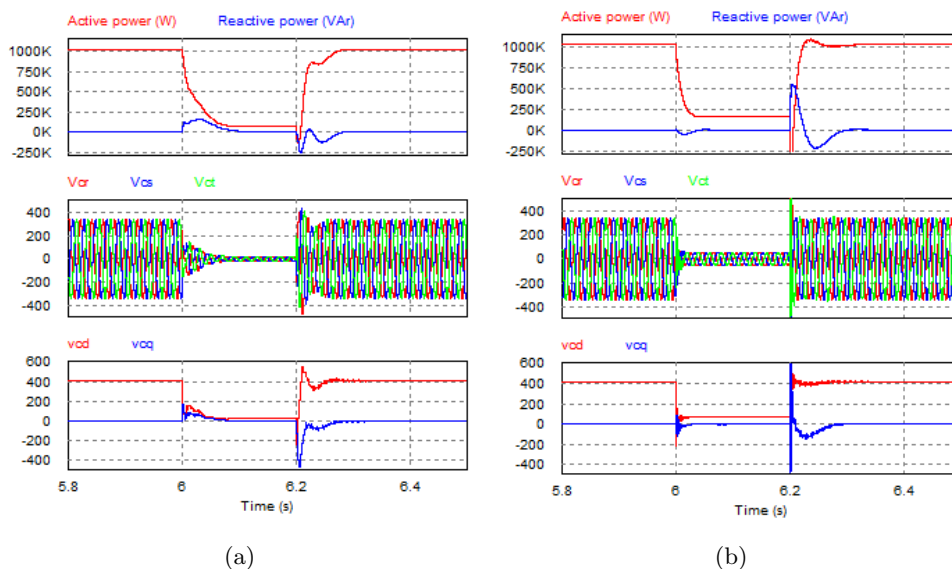 Active power (W) Reactive power (VAr)
1000K
750K
500K
250K
0K
-250K
Vcr Vcs Vct
400
200
0
-200
-400
vcd vcq
600
400
200
0
-200
-400
5.8 6 6.2 6.4
Time (s)
(a)
Active power (W) Reactive power (VAr)
1000K
750K
500K
250K
0K
-250K
Vcr Vcs Vct
400
200
0
-200
-400
vcd vcq
600
400
200
0
-200
-400
5.8 6 6.2 6.4
Time (s)
(b)